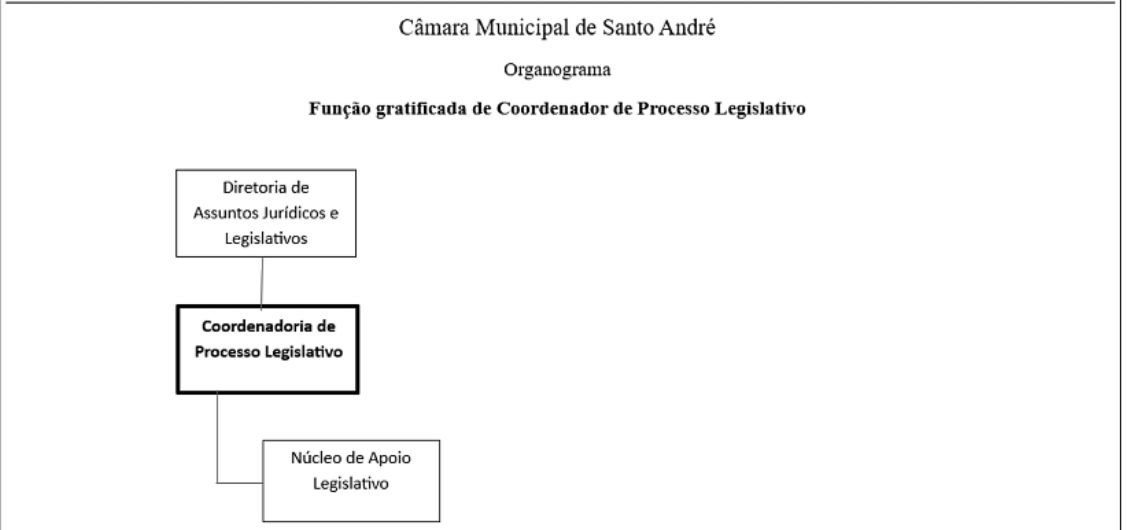 Câmara Municipal de Santo André
Organograma
Função gratificada de Coordenador de Processo Legislativo
Diretoria de
Assuntos Jurídicos e
Legislativos
Coordenadoria de
Processo Legislativo
Núcleo de Apoio
Legislativo